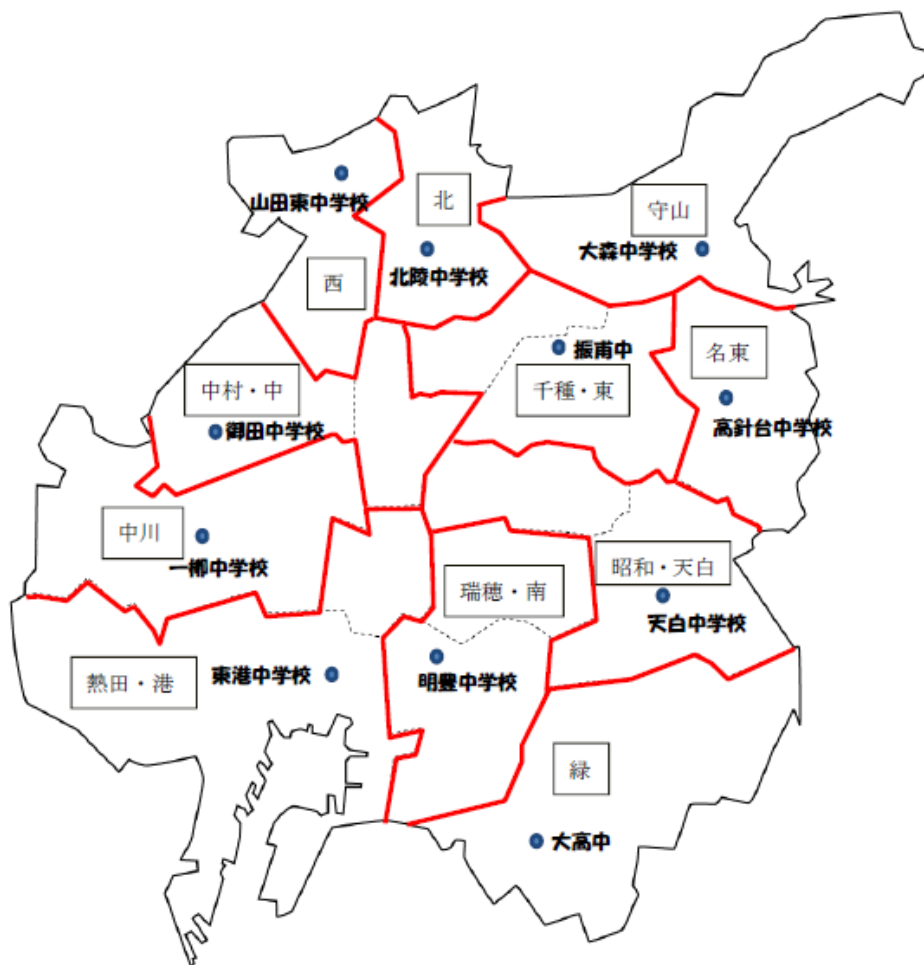 山田東中学校
北
守山
大森中学校
北陵中学校
西
振甫中
名東
中村・中
千種・東
高針台中学校
御田中学校
中川
一柳中学校
昭和・天白
瑞穂・南
天白中学校
東港中学校
明豊中学校
熱田・港
緑
大高中